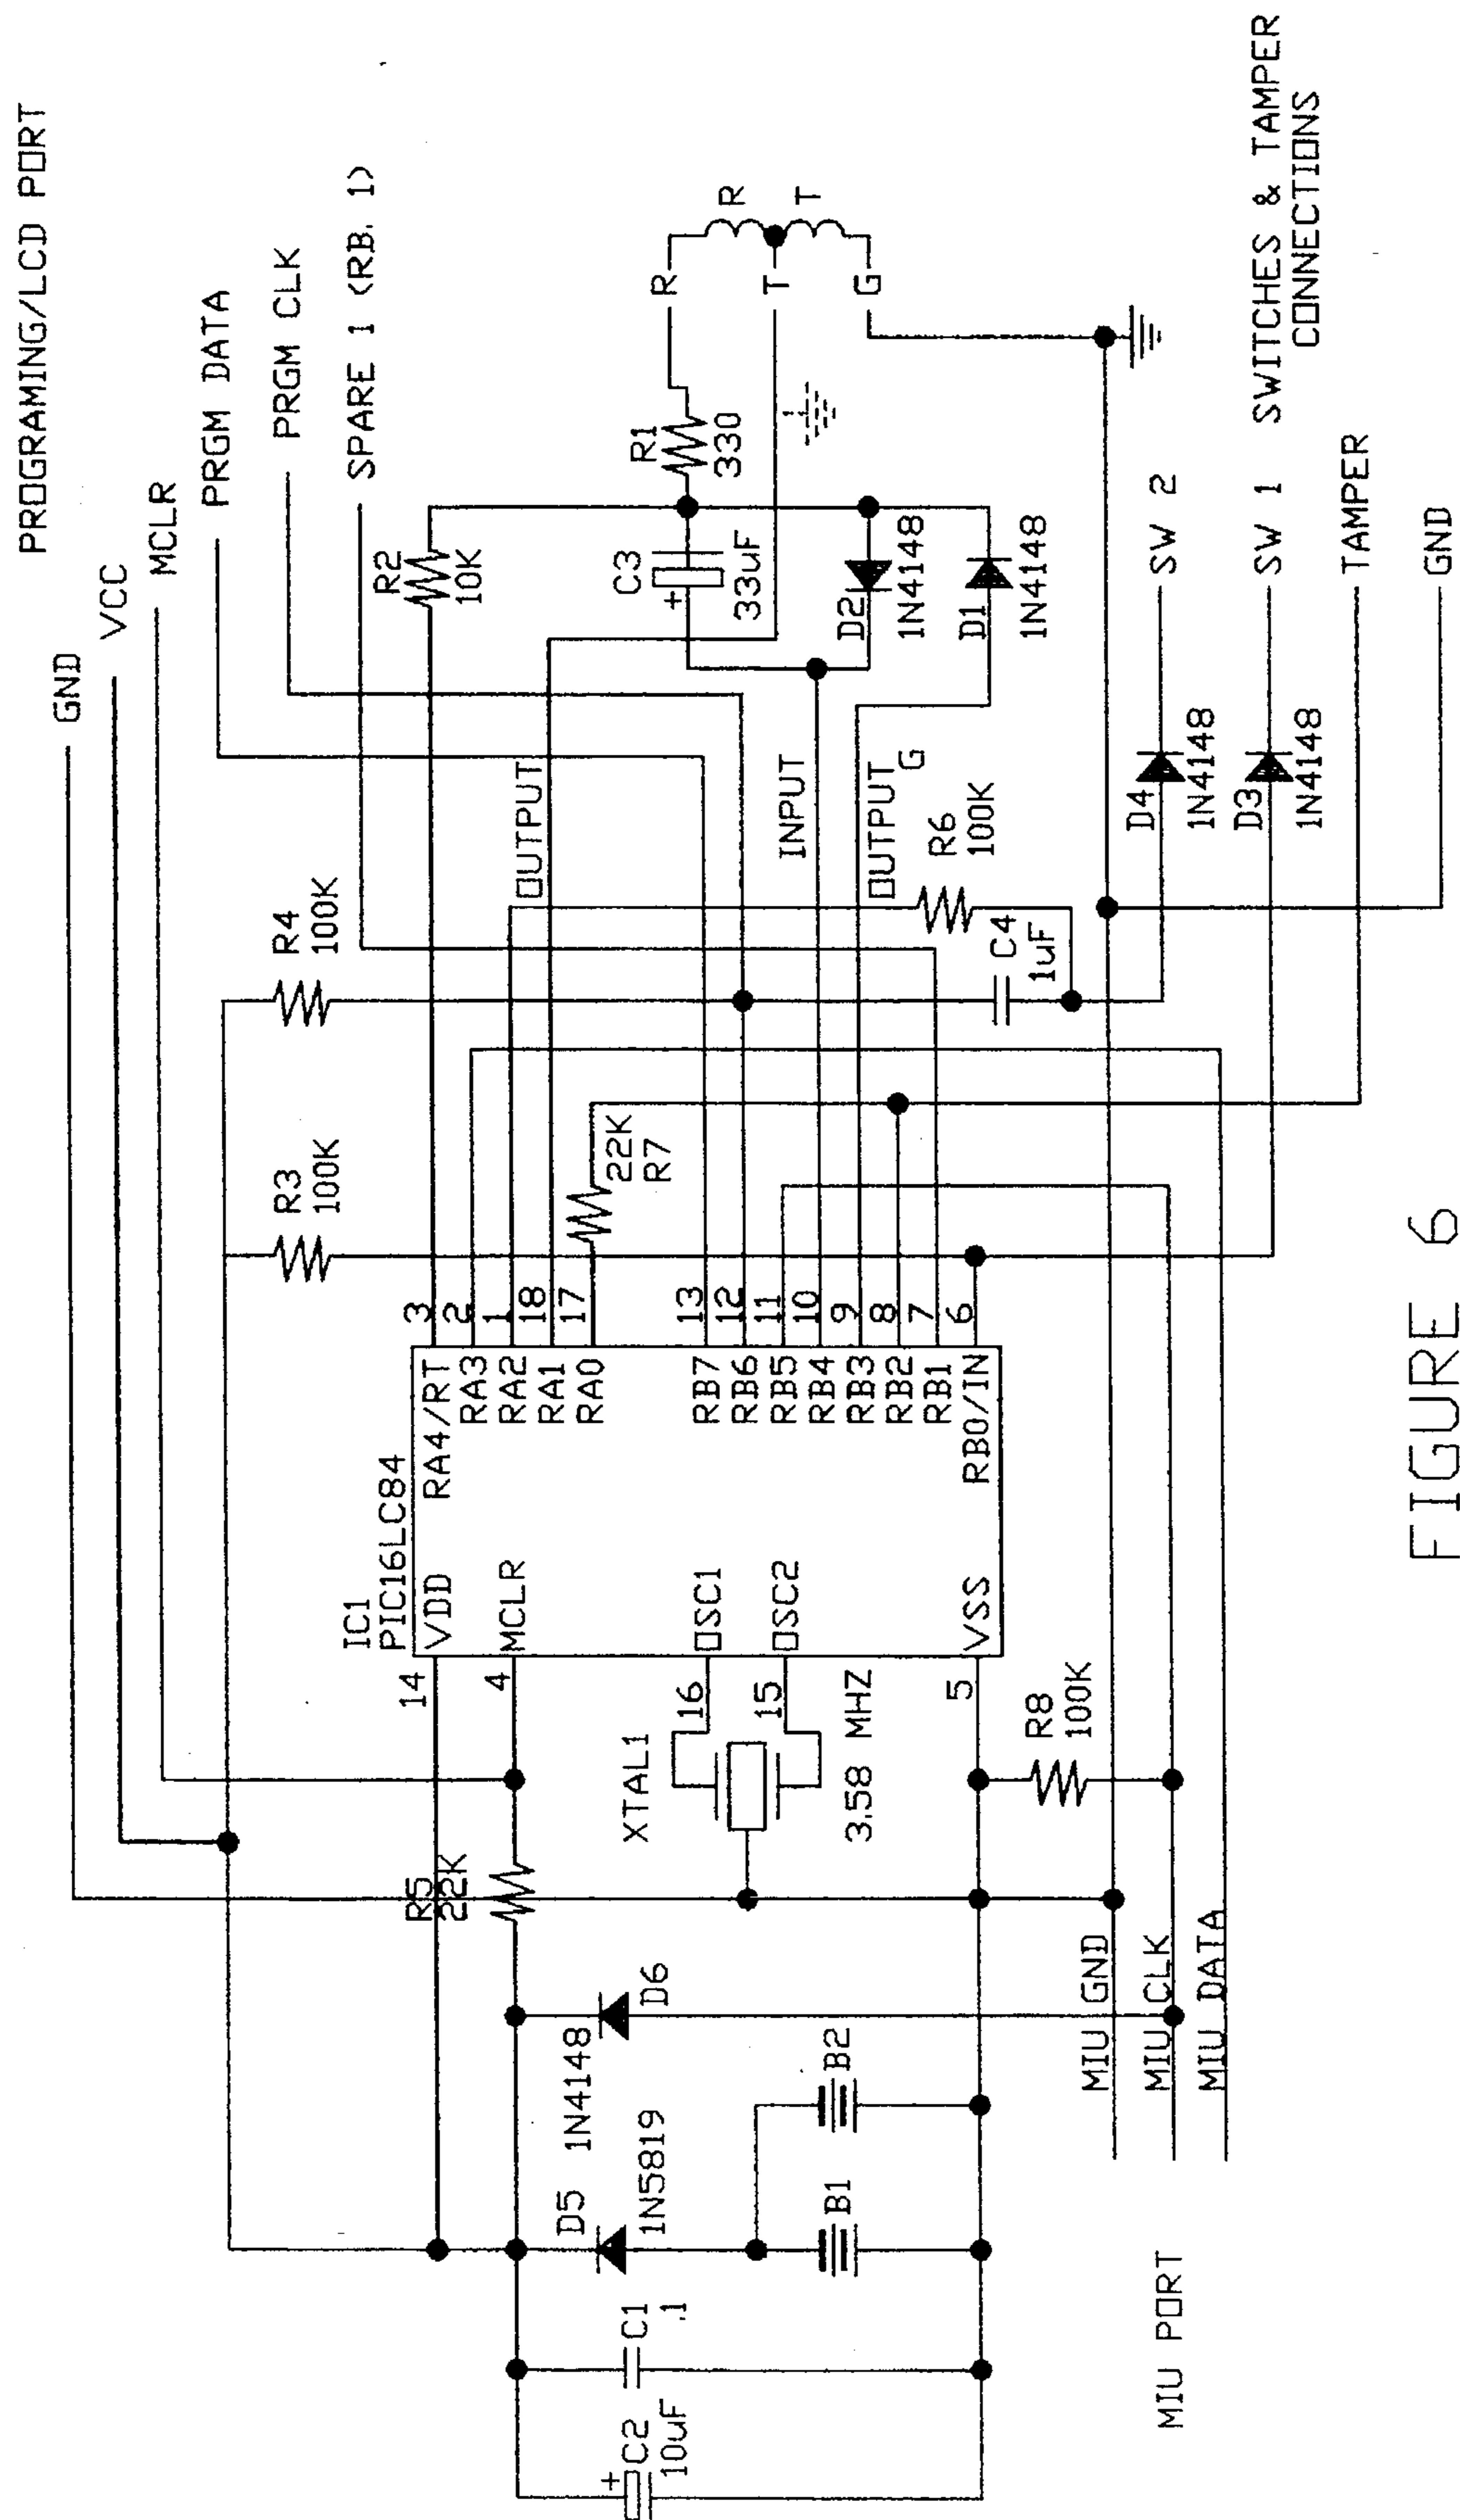 PROGRAMING/LCD PORT
GND
VCC
MCLR
PRGM DATA
PRGM CLK
SPARE 1 (RB. 1)
R4
100K
R3
100K
R2
10K
OUTPUT
C3
+
33uF
R1
330
R
T
G
R
T
D2
1N4148
D1
1N4148
INPUT
OUTPUT
G
R6
100K
C4
1uF
22K
R7
IC1
PIC16LC84
VDD
MCLR
OSC1
OSC2
VSS
RA4/RT
RA3
RA2
RA1
RA0
RB7
RB6
RB5
RB4
RB3
RB2
RB1
RB0/IN
14
4
16
15
5
3
2
1
18
17
13
12
11
10
9
8
7
6
R5
22K
XTAL1
3.58 MHZ
R8
100K
D6
1N4148
D5
1N5819
B2
B1
C1
.1
+
C2
10uF
MIU GND
MIU CLK
MIU DATA
MIU PORT
D4
1N4148
D3
1N4148
SW 2
SW 1
SWITCHES & TAMPER
CONNECTIONS
TAMPER
GND
FIGURE 6